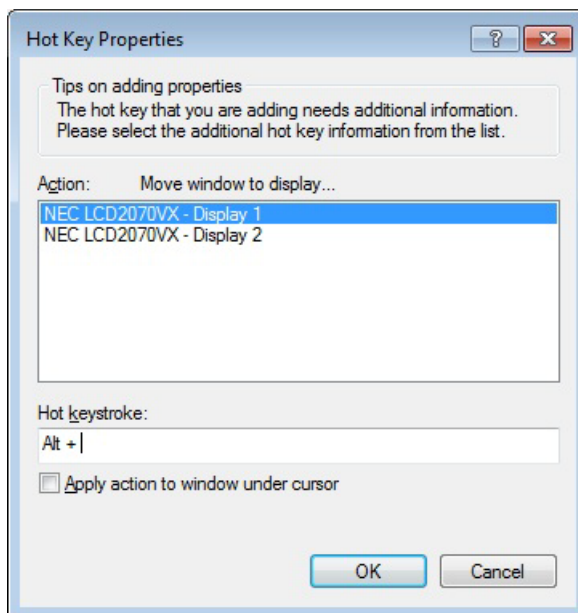 Hot Key Properties
Tips on adding properties
The hot key that you are adding needs additional information.
Please select the additional hot key information from the list.
Action: Move window to display...
NEC LCD2070VX - Display 1
NEC LCD2070VX - Display 2
Hot keystroke:
Alt +
Apply action to window under cursor
OK Cancel